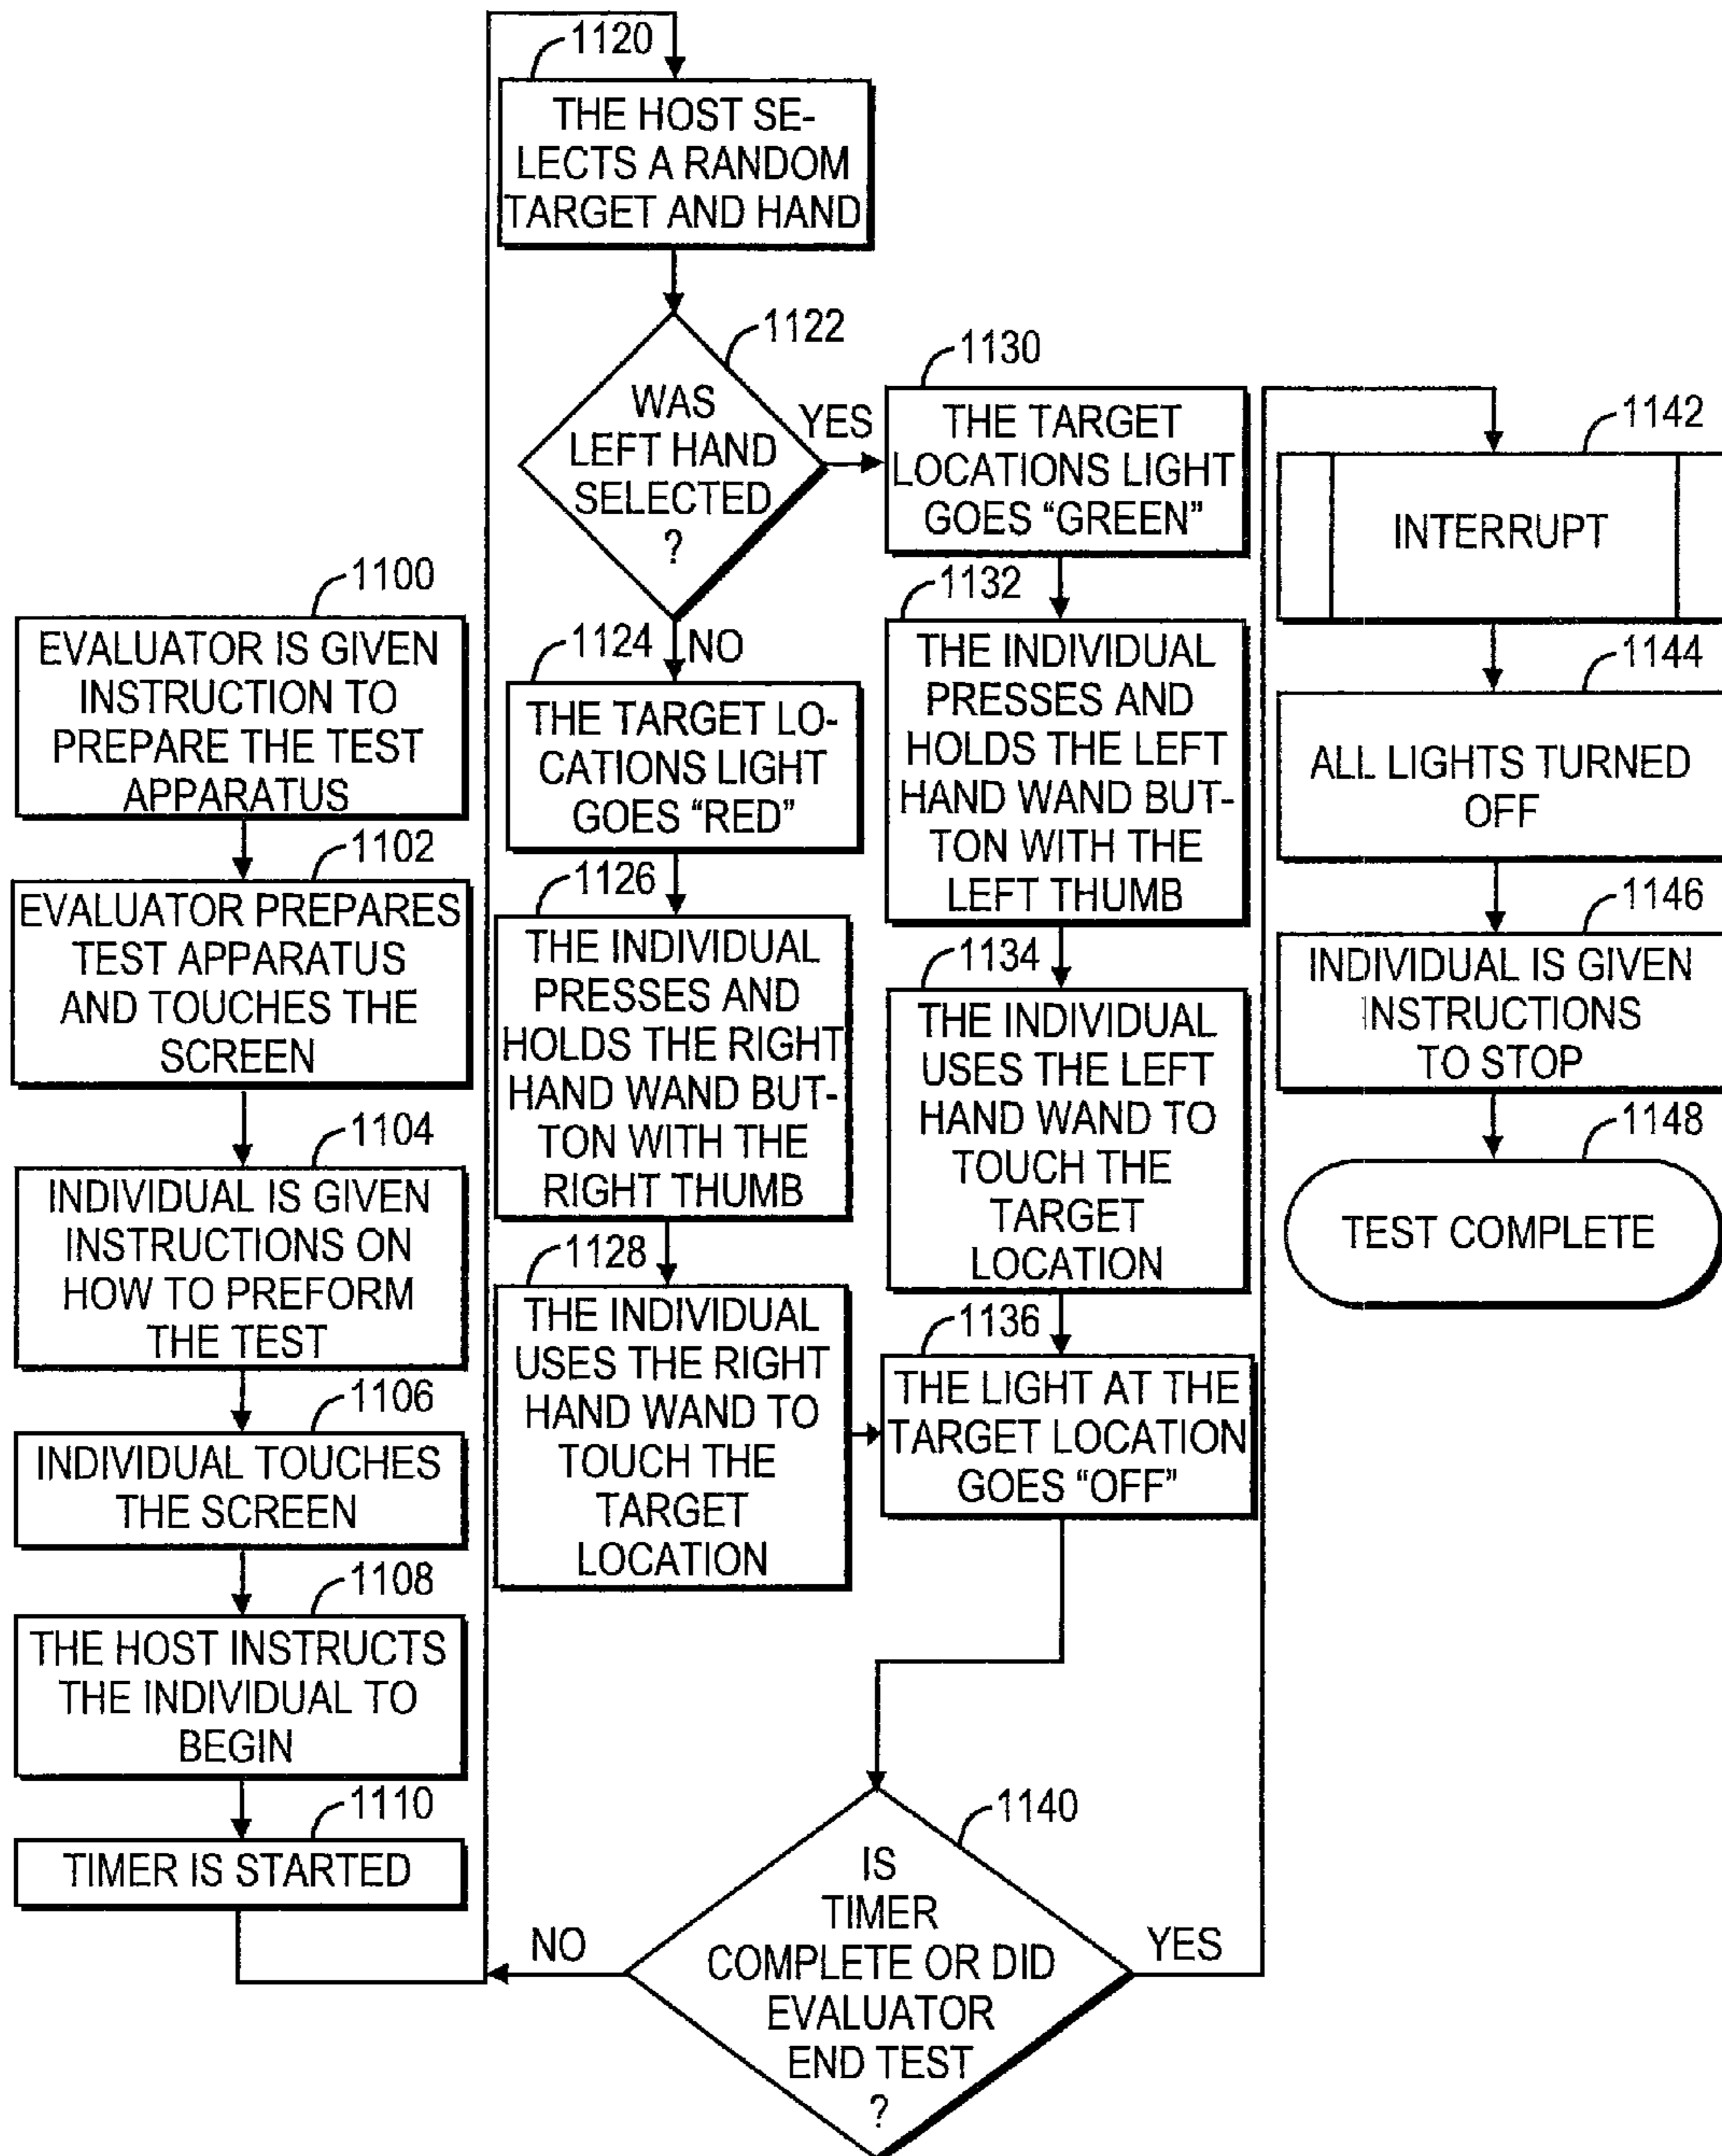 1100
EVALUATOR IS GIVEN
INSTRUCTION TO
PREPARE THE TEST
APPARATUS
1102
EVALUATOR PREPARES
TEST APPARATUS
AND TOUCHES THE
SCREEN
1104
INDIVIDUAL IS GIVEN
INSTRUCTIONS ON
HOW TO PREFORM
THE TEST
1106
INDIVIDUAL TOUCHES
THE SCREEN
1108
THE HOST INSTRUCTS
THE INDIVIDUAL TO
BEGIN
1110
TIMER IS STARTED
1120
THE HOST SE-
LECTS A RANDOM
TARGET AND HAND
1122
WAS
LEFT HAND
SELECTED
?
YES
NO
1124
THE TARGET LO-
CATIONS LIGHT
GOES “RED”
1126
THE INDIVIDUAL
PRESSES AND
HOLDS THE RIGHT
HAND WAND BUT-
TON WITH THE
RIGHT THUMB
1128
THE INDIVIDUAL
USES THE RIGHT
HAND WAND TO
TOUCH THE
TARGET
LOCATION
1130
THE TARGET
LOCATIONS LIGHT
GOES “GREEN”
1132
THE INDIVIDUAL
PRESSES AND
HOLDS THE LEFT
HAND WAND BUT-
TON WITH THE
LEFT THUMB
1134
THE INDIVIDUAL
USES THE LEFT
HAND WAND TO
TOUCH THE
TARGET
LOCATION
1136
THE LIGHT AT THE
TARGET LOCATION
GOES “OFF”
1140
IS
TIMER
COMPLETE OR DID
EVALUATOR
END TEST
?
NO
YES
1142
INTERRUPT
1144
ALL LIGHTS TURNED
OFF
1146
INDIVIDUAL IS GIVEN
INSTRUCTIONS
TO STOP
1148
TEST COMPLETE